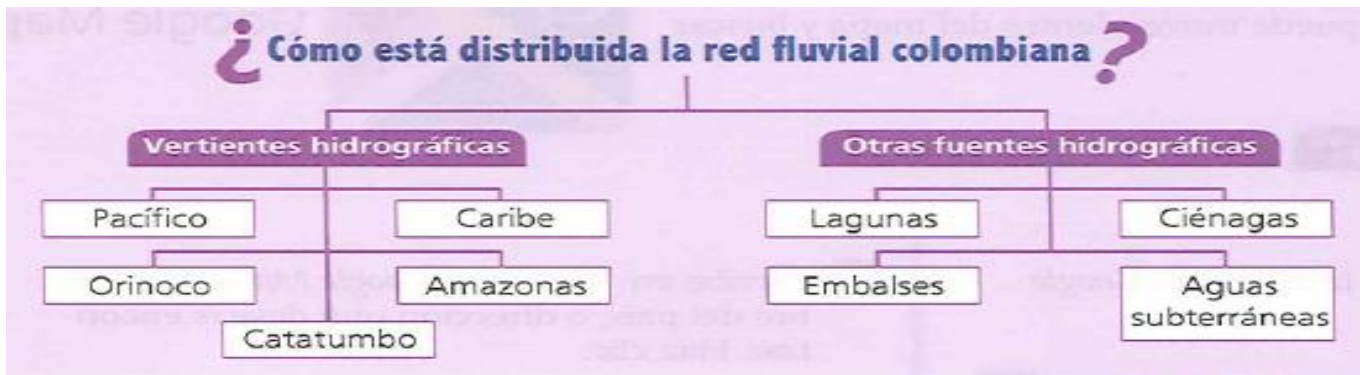 ¿Cómo está distribuida la red fluvial colombiana?
Vertientes hidrográficas
Pacífico
Caribe
Orinoco
Amazonas
Catatumbo
Otras fuentes hidrográficas
Lagunas
Ciénagas
Embalses
Aguas
subterráneas